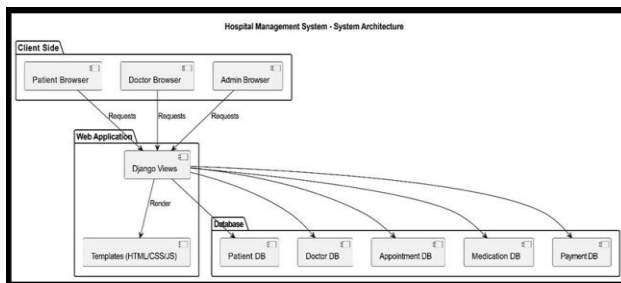 Hospital Management System - System Architecture
Client Side
Patient Browser
Doctor Browser
Admin Browser
Requests
Requests
Requests
Web Application
Django Views
Render
Database
Templates (HTML/CSS/JS)
Patient DB
Doctor DB
Appointment DB
Medication DB
Payment DB